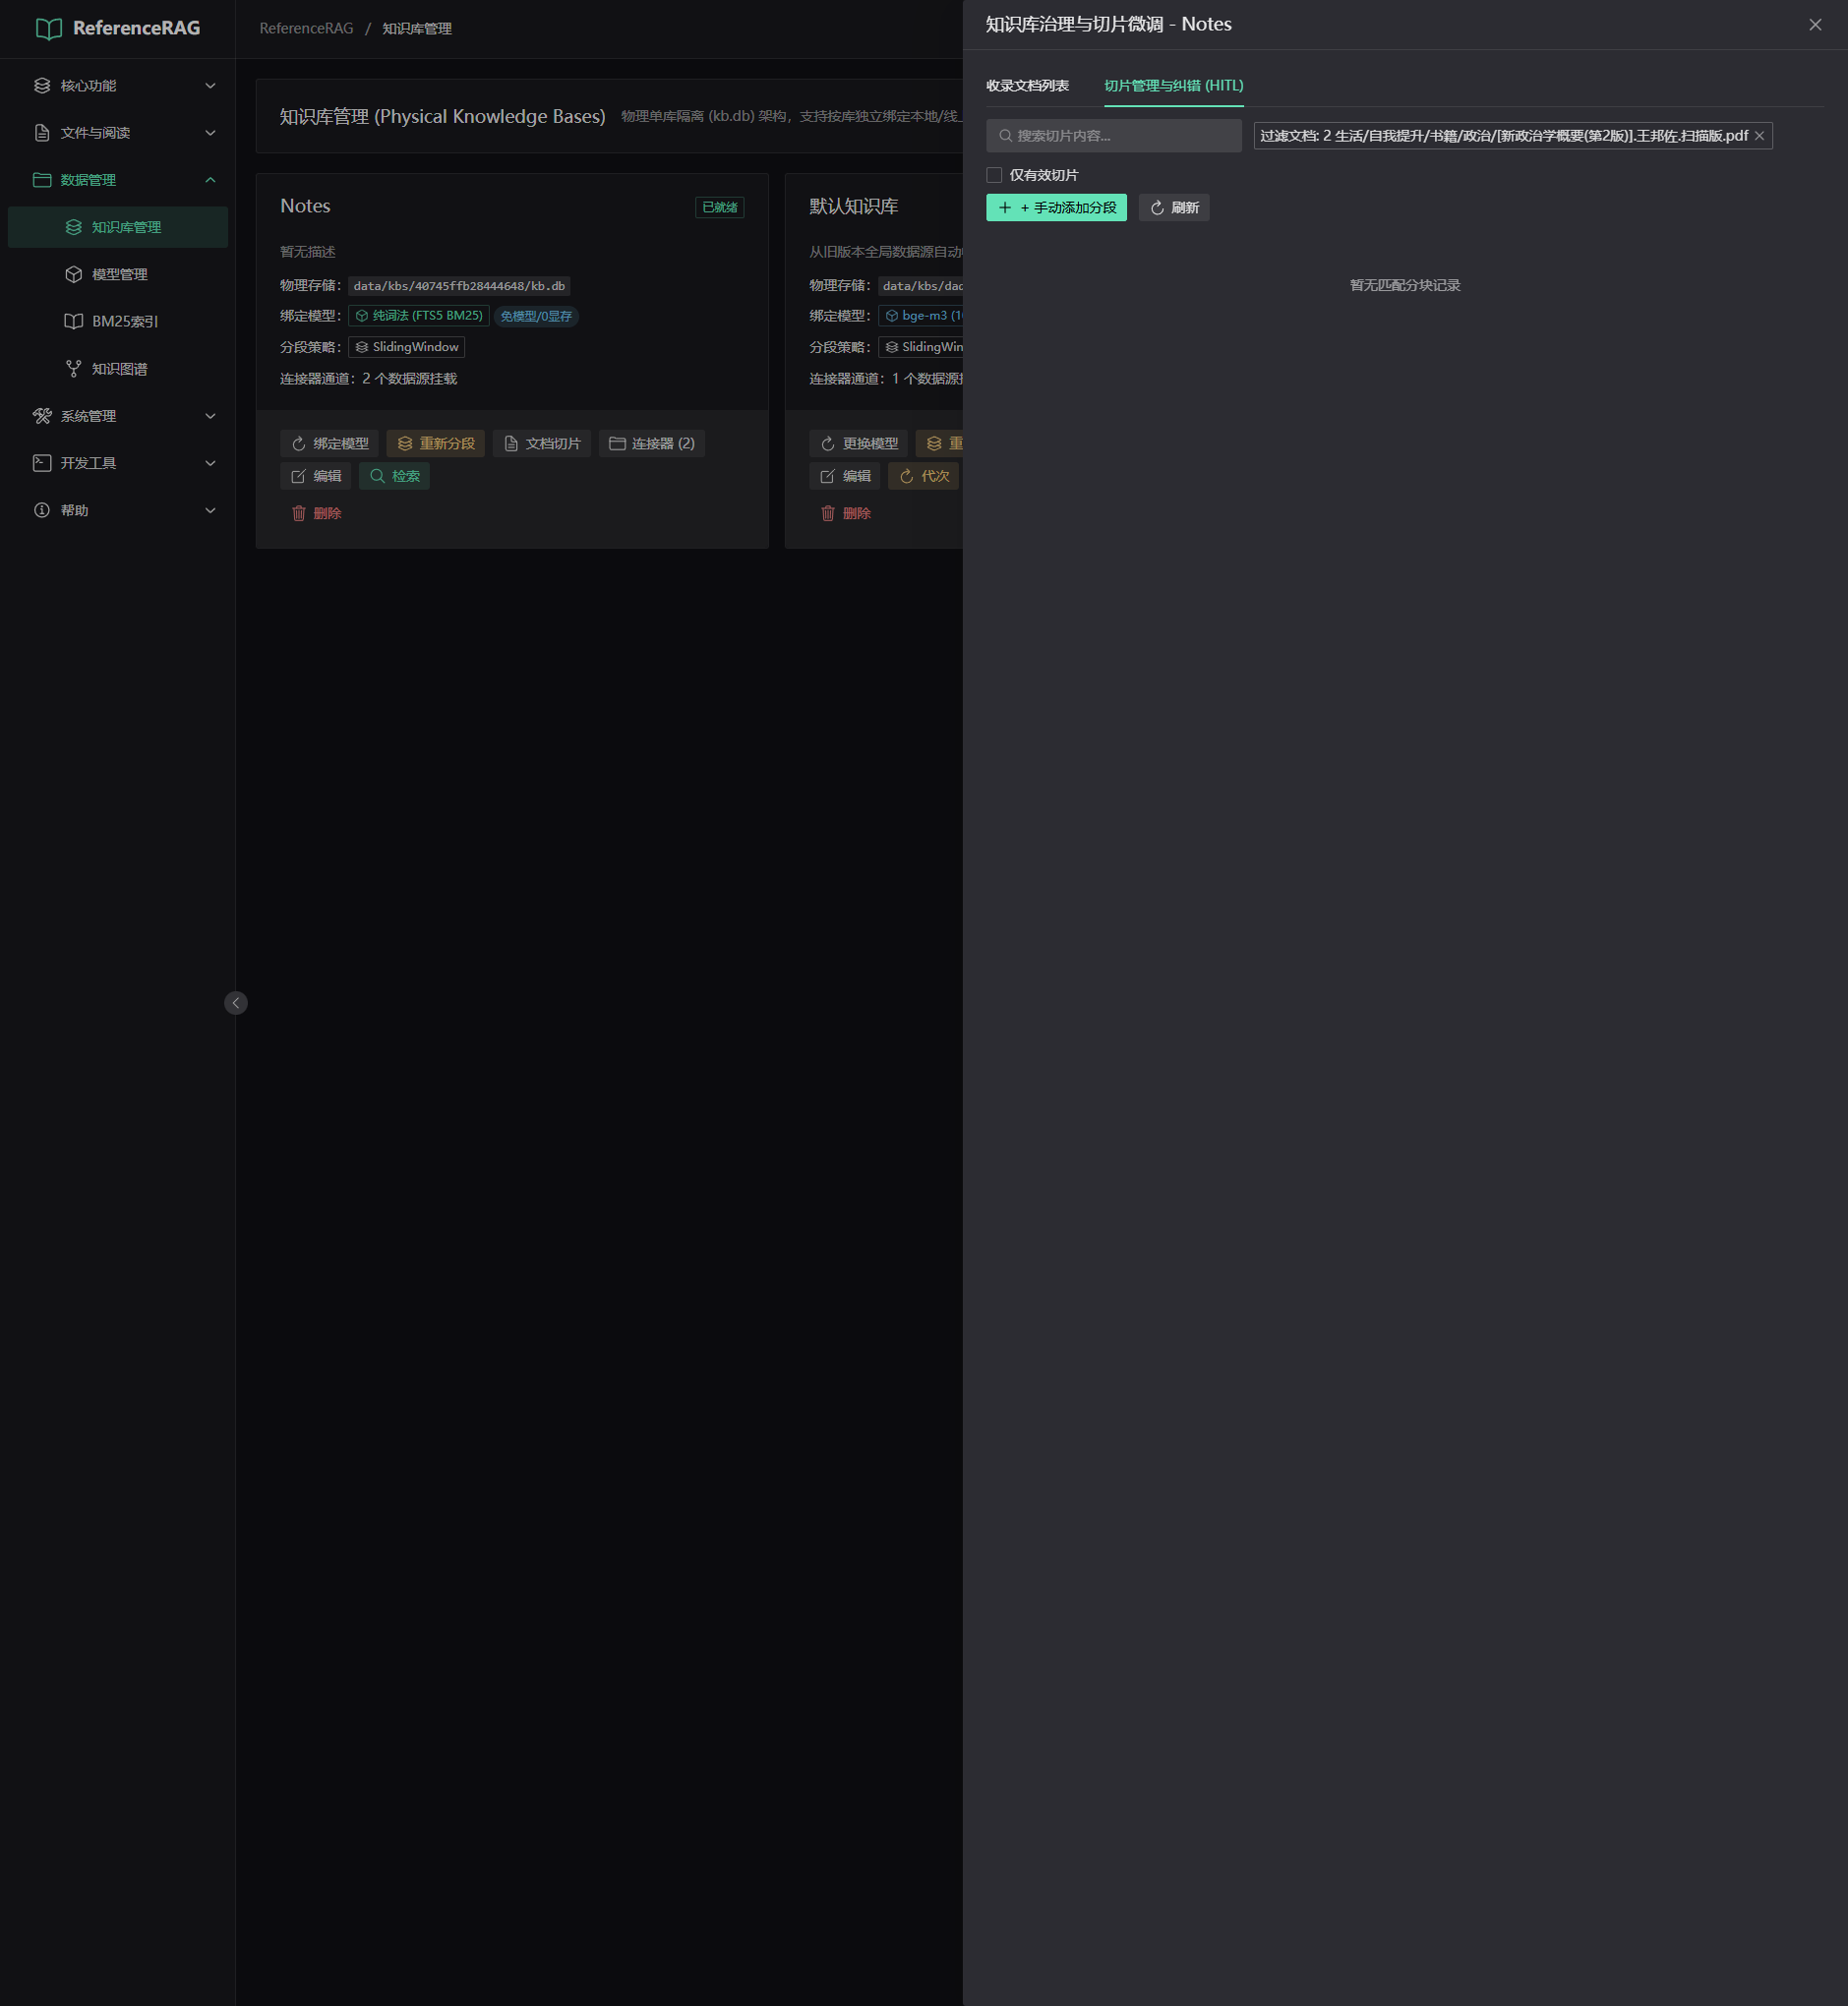 ReferenceRAG
核心功能
文件与阅读
数据管理
知识库管理
模型管理
BM25索引
知识图谱
系统管理
开发工具
帮助
ReferenceRAG / 知识库管理
知识库管理 (Physical Knowledge Bases) 物理单库隔离 (kb.db) 架构，支持按库独立绑定本地/线
Notes
已就绪
暂无描述
物理存储： data/kbs/40745ffb28444648/kb.db
绑定模型： 纯词法 (FTS5 BM25) 免模型/0显存
分段策略： SlidingWindow
连接器通道：2 个数据源挂载
绑定模型 重新分段 文档切片 连接器 (2)
编辑 检索
删除
默认知识库
从旧版本全局数据源自动
物理存储： data/kbs/dad
绑定模型： bge-m3 (1
分段策略： SlidingWin
连接器通道：1 个数据源
更换模型 重
编辑 代次
删除
知识库治理与切片微调 - Notes
收录文档列表 切片管理与纠错 (HITL)
搜索切片内容... 过滤文档: 2 生活/自我提升/书籍/政治/[新政治学概要(第2版)].王邦佐.扫描版.pdf
仅有效切片
+ 手动添加分段 刷新
暂无匹配分块记录